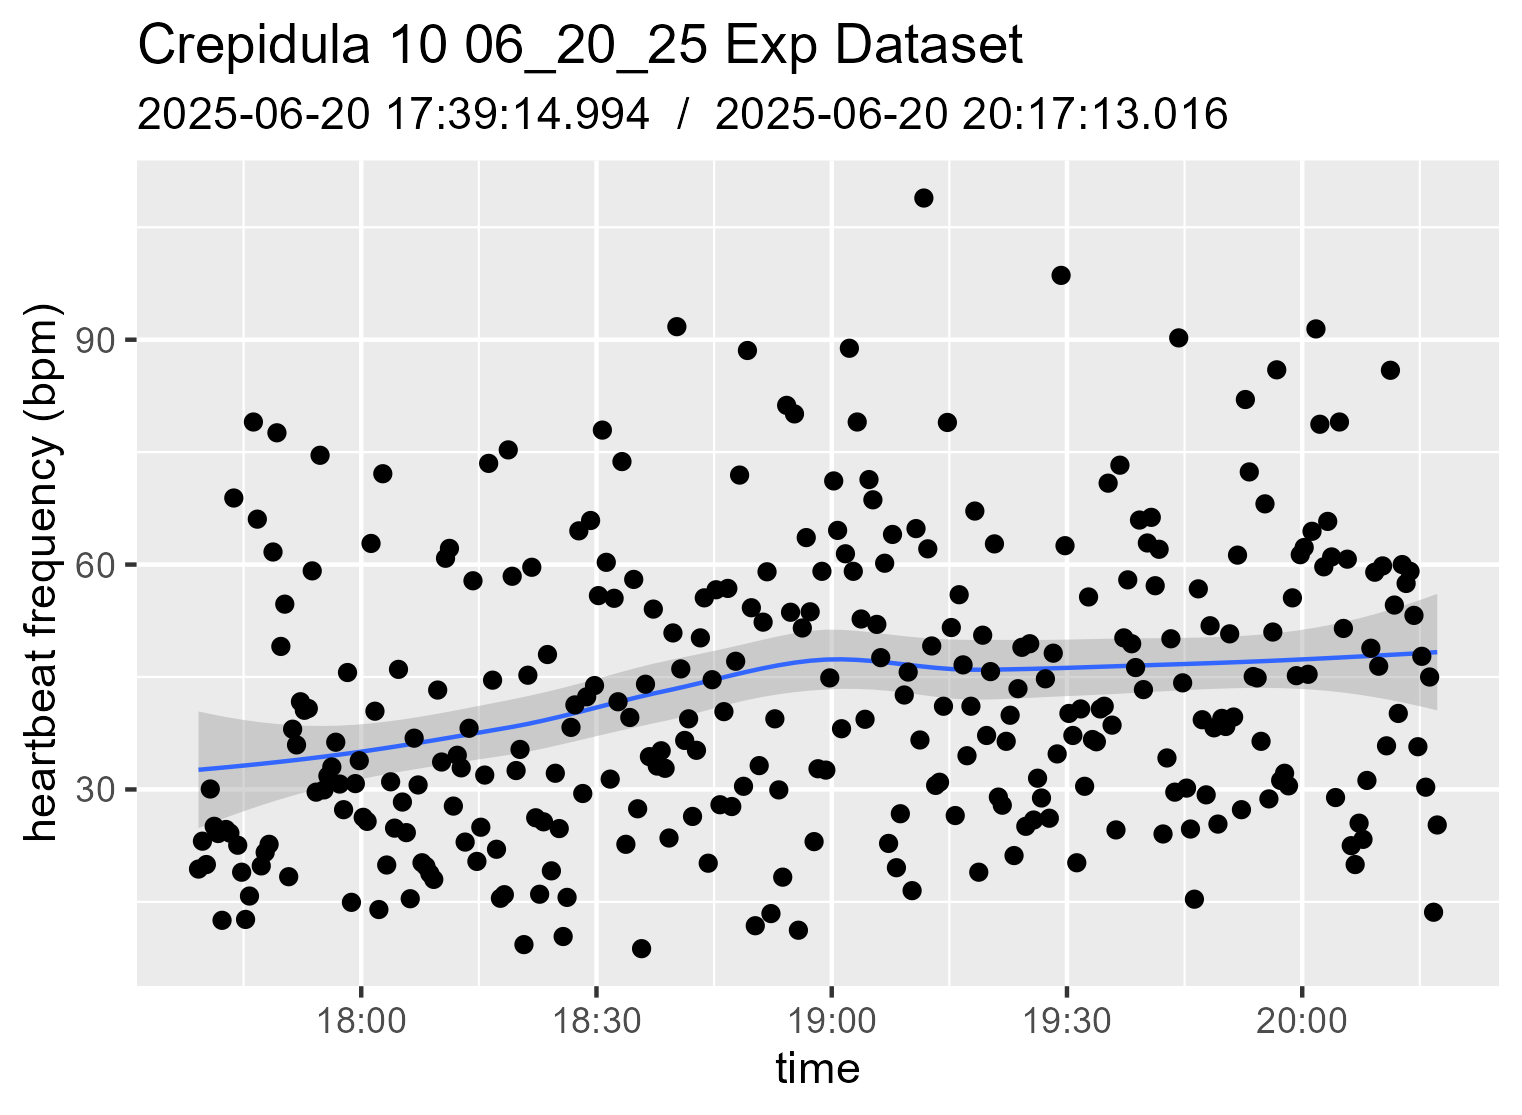 Crepidula 10 06_20_25 Exp Dataset
2025-06-20 17:39:14.994 / 2025-06-20 20:17:13.016
heartbeat frequency (bpm)
90
60
30
18:00 18:30 19:00 19:30 20:00
time